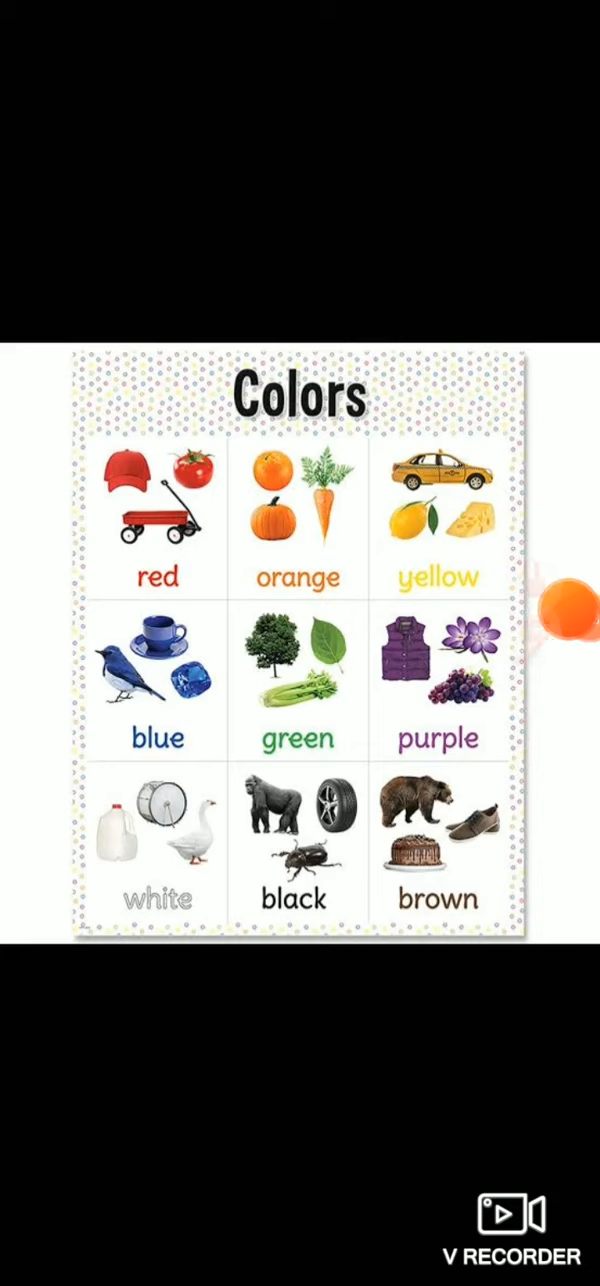 Colors
red
orange
yellow
blue
green
purple
white
black
brown
V RECORDER